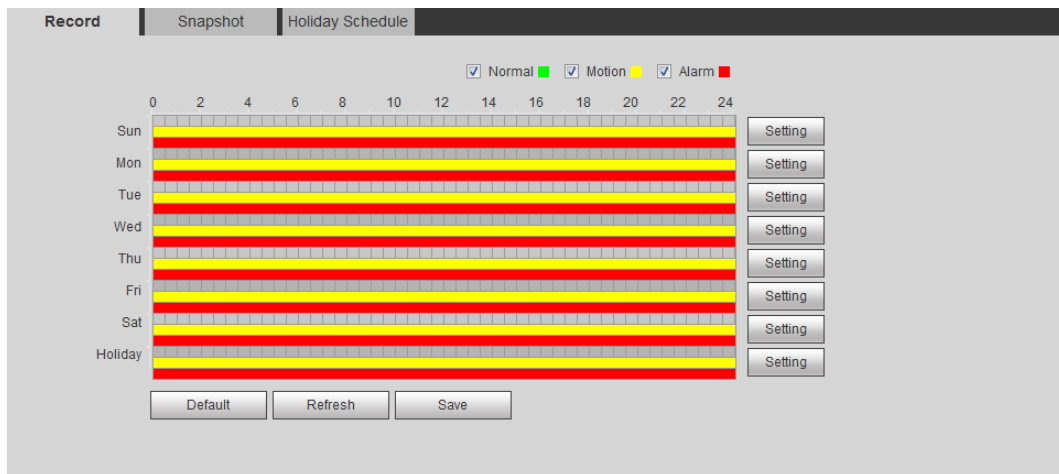 Record Snapshot Holiday Schedule
Normal Motion Alarm
0 2 4 6 8 10 12 14 16 18 20 22 24
Sun Setting
Mon Setting
Tue Setting
Wed Setting
Thu Setting
Fri Setting
Sat Setting
Holiday Setting
Default Refresh Save